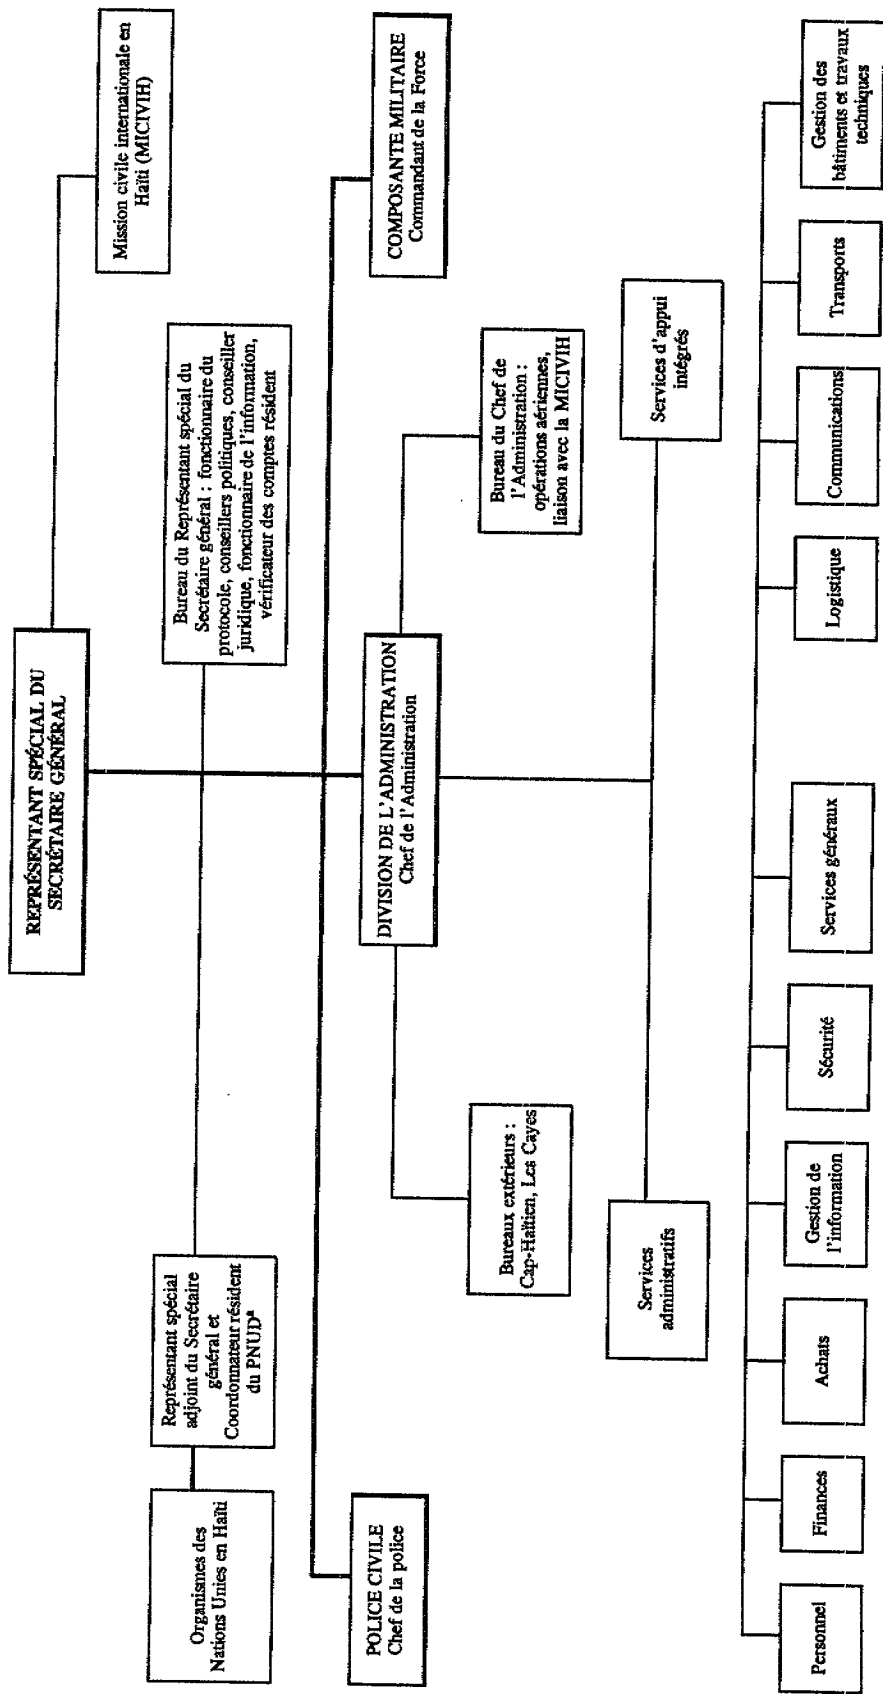 REPRÉSENTANT SPÉCIAL DU
SECRÉTAIRE GÉNÉRAL
Mission civile internationale en
Haïti (MICIVIH)
Organismes des
Nations Unies en Haïti
Représentant spécial
adjoint du Secrétaire
général et
Coordonnateur résident
du PNUDª
Bureau du Représentant spécial du
Secrétaire général : fonctionnaire du
protocole, conseillers politiques, conseiller
juridique, fonctionnaire de l'information,
vérificateur des comptes résident
POLICE CIVILE
Chef de la police
DIVISION DE L'ADMINISTRATION
Chef de l'Administration
COMPOSANTE MILITAIRE
Commandant de la Force
Bureaux extérieurs :
Cap-Haïtien, Les Cayes
Bureau du Chef de
l'Administration :
opérations aériennes,
liaison avec la MICIVIH
Services
administratifs
Services d'appui
intégrés
Personnel
Finances
Achats
Gestion de
l'information
Sécurité
Services généraux
Logistique
Communications
Transports
Gestion des
bâtiments et travaux
techniques